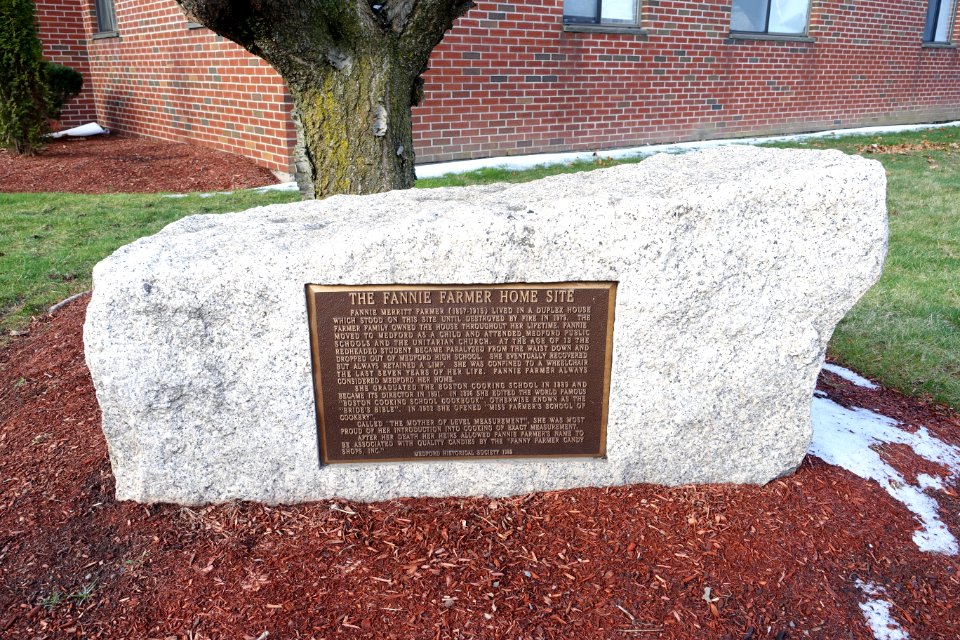 THE FANNIE FARMER HOME SITE
FANNIE MERRITT FARMER (1857-1915) LIVED IN A DUPLEX HOUSE
WHICH STOOD ON THIS SITE UNTIL DESTROYED BY FIRE IN 1975. THE
FARMER FAMILY OWNED THE HOUSE THROUGHOUT HER LIFETIME. FANNIE
MOVED TO MEDFORD AS A CHILD AND ATTENDED MEDFORD PUBLIC
SCHOOLS AND THE UNITARIAN CHURCH. AT THE AGE OF 16 THE
REDHEADED STUDENT BECAME PARALYZED FROM THE WAIST DOWN AND
DROPPED OUT OF MEDFORD HIGH SCHOOL. SHE EVENTUALLY RECOVERED
BUT ALWAYS RETAINED A LIMP. SHE WAS CONFINED TO A WHEELCHAIR
THE LAST SEVEN YEARS OF HER LIFE. FANNIE FARMER ALWAYS
CONSIDERED MEDFORD HER HOME.
SHE GRADUATED THE BOSTON COOKING SCHOOL IN 1889 AND
BECAME ITS DIRECTOR IN 1891. IN 1896 SHE EDITED THE WORLD FAMOUS
"BOSTON COOKING SCHOOL COOKBOOK", OTHERWISE KNOWN AS THE
"BRIDE'S BIBLE". IN 1902 SHE OPENED "MISS FARMER'S SCHOOL OF
COOKERY".
CALLED "THE MOTHER OF LEVEL MEASUREMENT", SHE WAS MOST
PROUD OF HER INTRODUCTION INTO COOKING OF EXACT MEASUREMENT.
AFTER HER DEATH HER HEIRS ALLOWED FANNIE FARMER'S NAME TO
BE ASSOCIATED WITH QUALITY CANDIES BY THE "FANNY FARMER CANDY
SHOPS, INC."
MEDFORD HISTORICAL SOCIETY